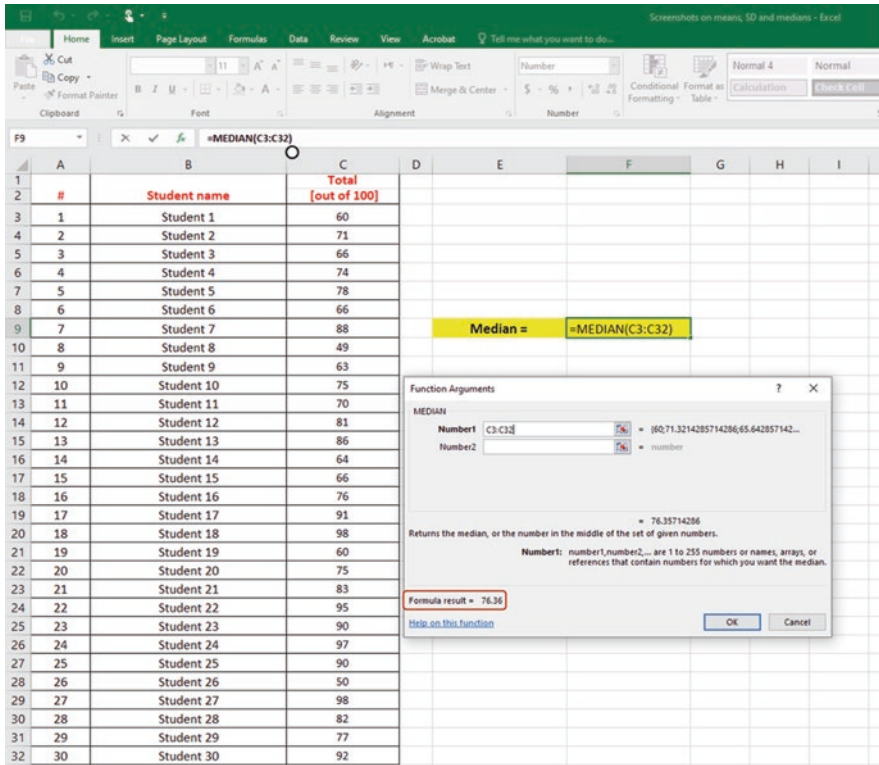 Screenshots on means, SD and medians - Excel
File Home Insert Page Layout Formulas Data Review View Acrobat Tell me what you want to do...
Cut
Copy
Format Painter
Paste
11 A A
B I U A
Wrap Text
Merge & Center
Number
$ % ,
Conditional Formatting
Format as Table
Normal 4 Normal
Calculation Check Cell
Clipboard Font Alignment Number
F9 fx =MEDIAN(C3:C32)
A B C D E F G H I
1 Total
2 # Student name [out of 100]
3 1 Student 1 60
4 2 Student 2 71
5 3 Student 3 66
6 4 Student 4 74
7 5 Student 5 78
8 6 Student 6 66
9 7 Student 7 88 Median = =MEDIAN(C3:C32)
10 8 Student 8 49
11 9 Student 9 63
12 10 Student 10 75
13 11 Student 11 70
14 12 Student 12 81
15 13 Student 13 86
16 14 Student 14 64
17 15 Student 15 66
18 16 Student 16 76
19 17 Student 17 91
20 18 Student 18 98
21 19 Student 19 60
22 20 Student 20 75
23 21 Student 21 83
24 22 Student 22 95
25 23 Student 23 90
26 24 Student 24 97
27 25 Student 25 90
28 26 Student 26 50
29 27 Student 27 98
30 28 Student 28 82
31 29 Student 29 77
32 30 Student 30 92
Function Arguments ? X
MEDIAN
Number1 C3:C32 = {60;71.3214285714286;65.642857142...
Number2 = number
= 76.35714286
Returns the median, or the number in the middle of the set of given numbers.
Number1: number1,number2,... are 1 to 255 numbers or names, arrays, or
references that contain numbers for which you want the median.
Formula result = 76.36
Help on this function OK Cancel